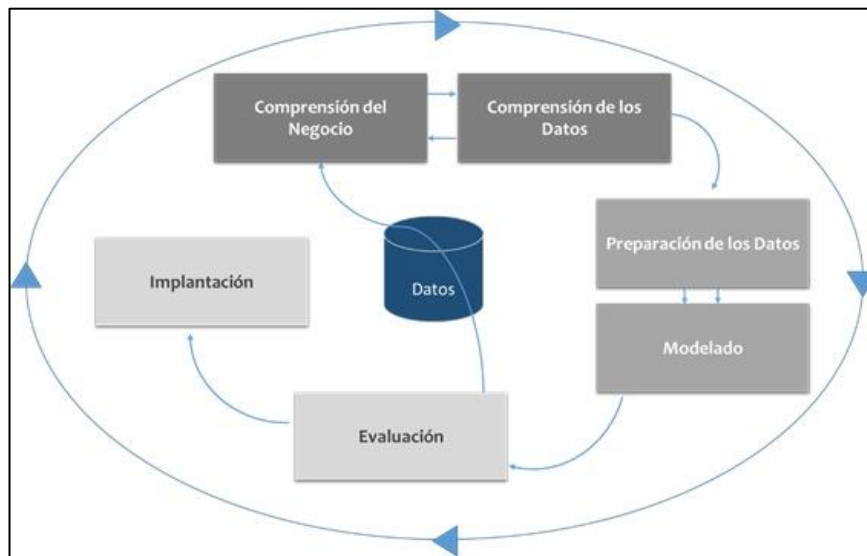 Comprensión del
Negocio
Comprensión de los
Datos
Preparación de los Datos
Datos
Implantación
Modelado
Evaluación